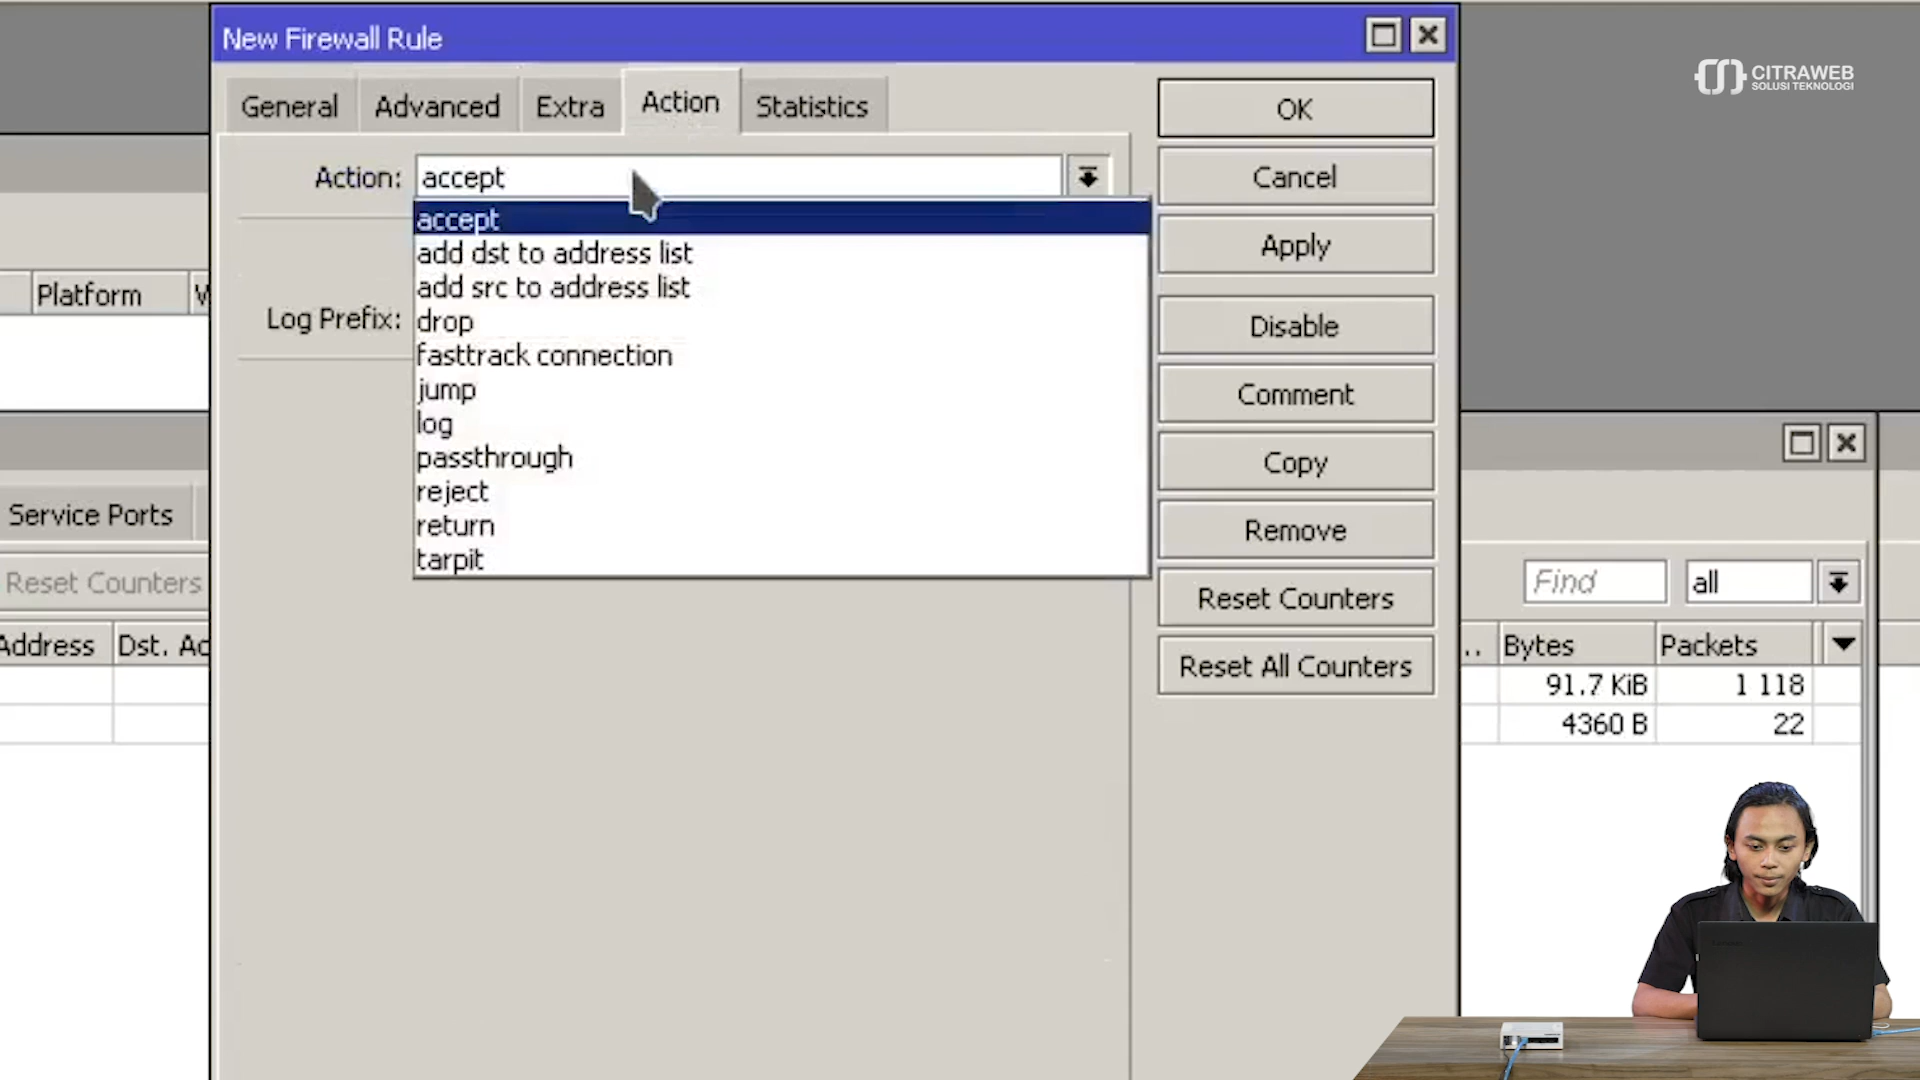 New Firewall Rule
CITRAWEB
SOLUSI TEKNOLOGI
General Advanced Extra Action Statistics
OK
Action: accept
Cancel
accept
add dst to address list
Apply
add src to address list
Platform
Log Prefix:
drop
Disable
fasttrack connection
jump
Comment
log
passthrough
Copy
reject
Service Ports
return
Remove
tarpit
Reset Counters
Find
all
Reset Counters
Address Dst. Ac
.. Bytes Packets
Reset All Counters
91.7 KiB 1 118
4360 B 22